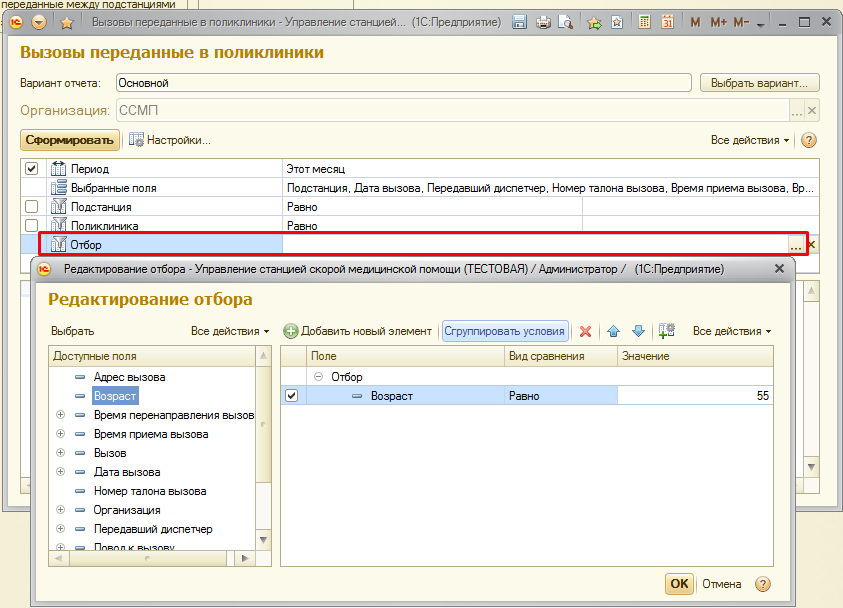 переданные между подстанциями
Вызовы переданные в поликлиники - Управление станцией... (1С:Предприятие)
M M+ M-
Вызовы переданные в поликлиники
Вариант отчета: Основной Выбрать вариант...
Организация: ССМП ... ×
Сформировать Настройки... Все действия ?
Период Этот месяц
Выбранные поля Подстанция, Дата вызова, Передавший диспетчер, Номер талона вызова, Время приема вызова, Вр...
Подстанция Равно
Поликлиника Равно
Отбор ... ×
Редактирование отбора - Управление станцией скорой медицинской помощи (ТЕСТОВАЯ) / Администратор / (1С:Предприятие)
Редактирование отбора
Выбрать Все действия Добавить новый элемент Сгруппировать условия Все действия
Доступные поля Поле Вид сравнения Значение
Адрес вызова Отбор
Возраст Возраст Равно 55
Время перенаправления вызов
Время приема вызова
Вызов
Дата вызова
Номер талона вызова
Организация
Передавший диспетчер
Повод к вызову
OK Отмена ?